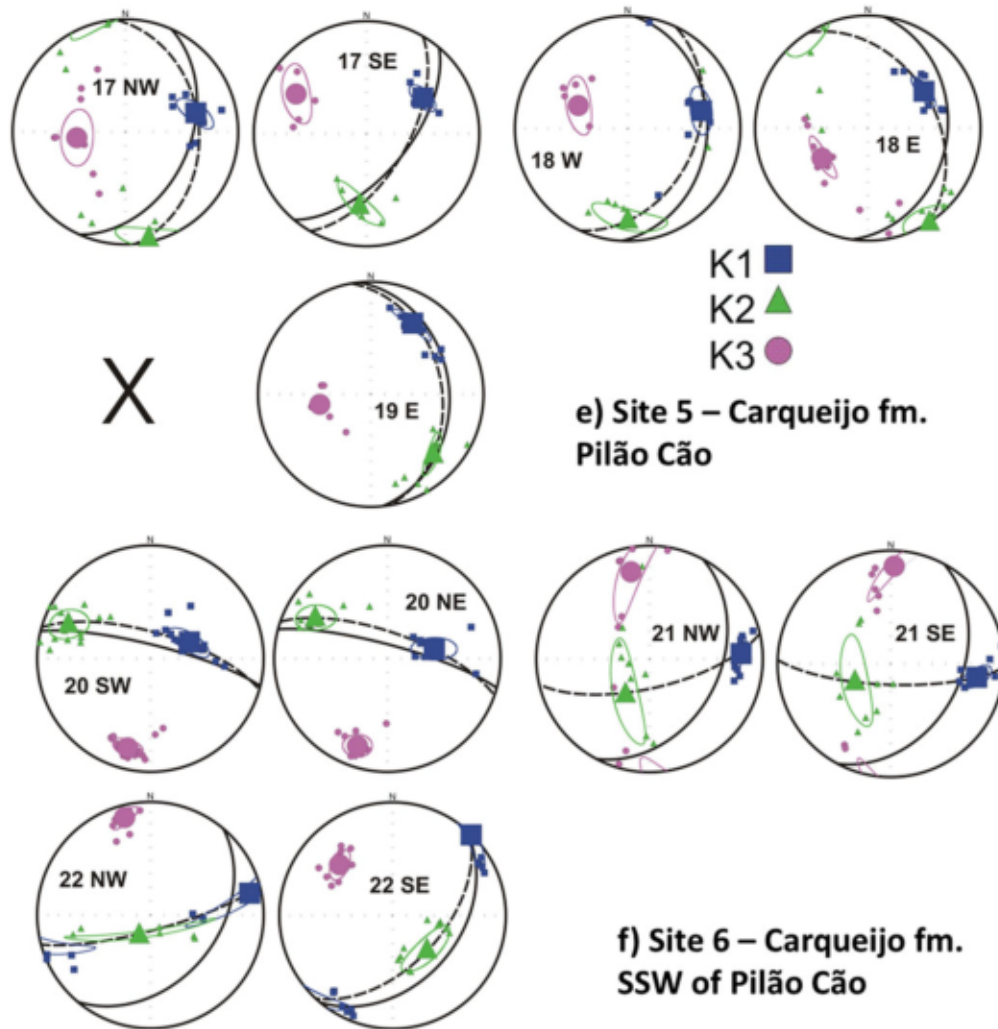 N
17 NW
17 SE
N
18 W
18 E
K1
K2
K3
X
N
19 E
e) Site 5 – Carqueijo fm.
Pilão Cão
N
20 SW
N
20 NE
N
21 NW
N
21 SE
N
22 NW
N
22 SE
f) Site 6 – Carqueijo fm.
SSW of Pilão Cão